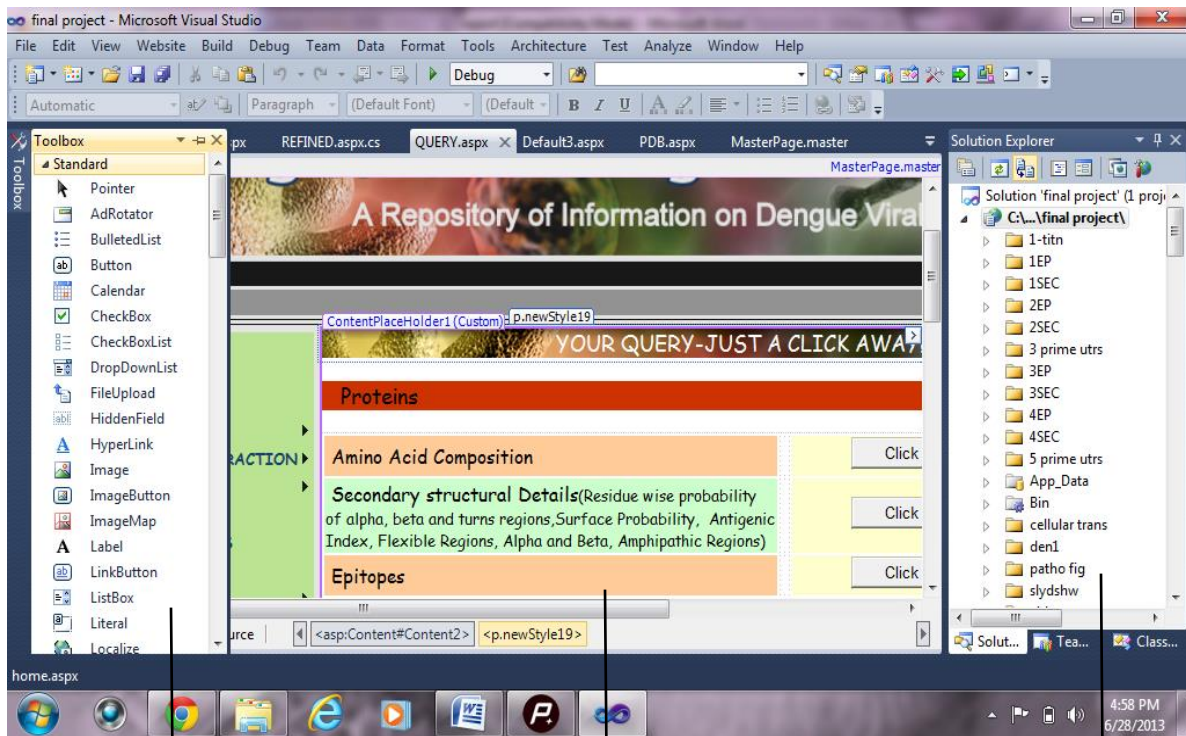 final project - Microsoft Visual Studio
File Edit View Website Build Debug Team Data Format Tools Architecture Test Analyze Window Help
Debug
Automatic Paragraph (Default Font) (Default B I U A
Toolbox
px REFINED.aspx.cs QUERY.aspx Default3.aspx PDB.aspx MasterPage.master
Solution Explorer
Toolbox
MasterPage.master
Standard
Pointer
AdRotator
BulletedList
Button
Calendar
CheckBox
CheckBoxList
DropDownList
FileUpload
HiddenField
HyperLink
Image
ImageButton
ImageMap
Label
LinkButton
ListBox
Literal
Localize
A Repository of Information on Dengue Viral
ContentPlaceHolder1 (Custom) p.newStyle19
YOUR QUERY-JUST A CLICK AWAY
Proteins
RACTION
Amino Acid Composition Click
Secondary structural Details(Residue wise probability
of alpha, beta and turns regions,Surface Probability, Antigenic
Index, Flexible Regions, Alpha and Beta, Amphipathic Regions)
Click
Epitopes Click
urce <asp:Content#Content2> <p.newStyle19>
Solution 'final project' (1 proj
C:\...\final project\
1-titn
1EP
1SEC
2EP
2SEC
3 prime utrs
3EP
3SEC
4EP
4SEC
5 prime utrs
App_Data
Bin
cellular trans
den1
patho fig
slydshw
Solut... Tea... Class...
home.aspx
4:58 PM
6/28/2013